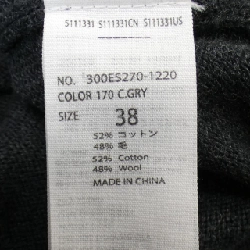 S111331 S111331CN S111331US
NO. 300ES270-1220
COLOR 170 C.GRY
SIZE 38
52% コットン
48% 毛
52% Cotton
48% Wool
MADE IN CHINA